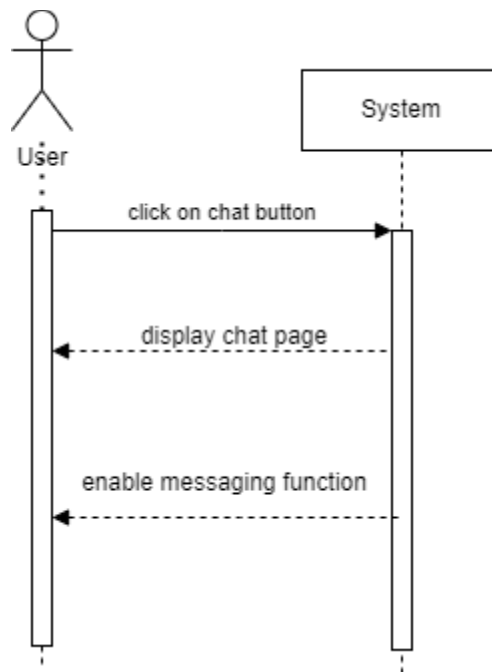 System
User
click on chat button
display chat page
enable messaging function